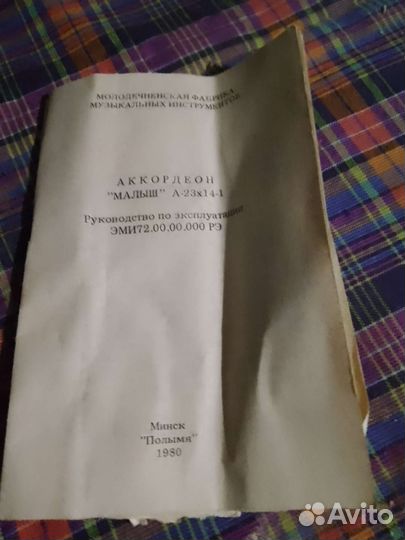 МОЛОДЕЧНЕНСКАЯ ФАБРИКА
МУЗЫКАЛЬНЫХ ИНСТРУМЕНТОВ
АККОРДЕОН
"МАЛЫШ" А-23х14-I
Руководство по эксплуатации
ЭМИ72.00.00.000 РЭ
Минск
"Полымя"
1980
Avito